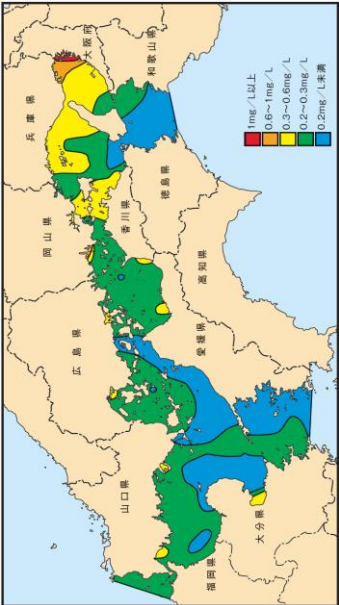 兵庫県
大阪府
和歌山県
岡山県
香川県
徳島県
広島県
高知県
愛媛県
山口県
福岡県
大分県
1mg/L以上
0.6~1mg/L
0.3~0.6mg/L
0.2~0.3mg/L
0.2mg/L未満